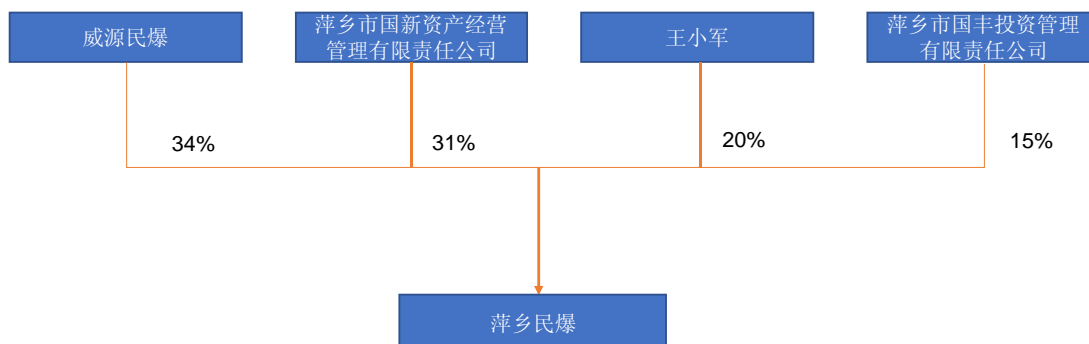 威源民爆
萍乡市国新资产经营
管理有限责任公司
王小军
萍乡市国丰投资管理
有限责任公司
34%
31%
20%
15%
萍乡民爆